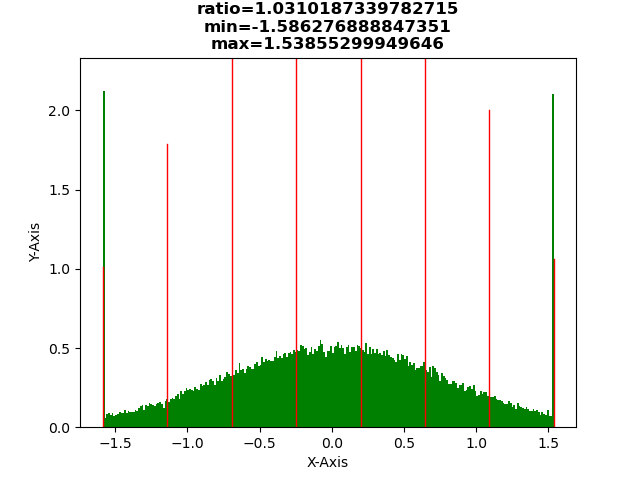 ratio=1.0310187339782715
min=-1.586276888847351
max=1.53855299949646
2.0
1.5
1.0
0.5
0.0
Y-Axis
−1.5 −1.0 −0.5 0.0 0.5 1.0 1.5
X-Axis